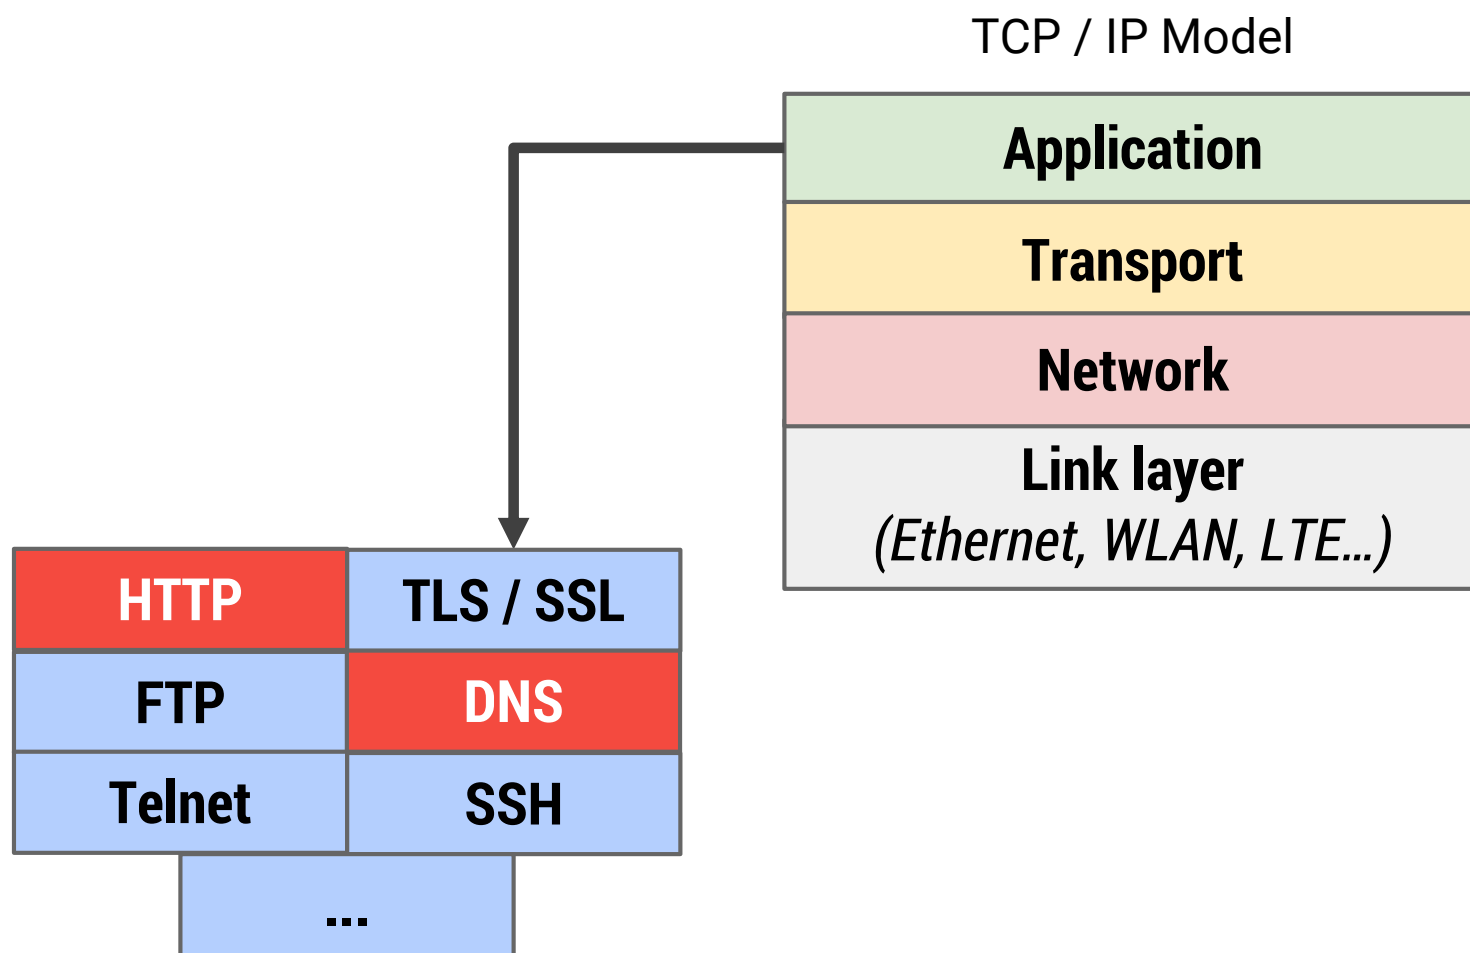 TCP / IP Model
Application
Transport
Network
Link layer
(Ethernet, WLAN, LTE...)
HTTP
TLS / SSL
FTP
DNS
Telnet
SSH
...